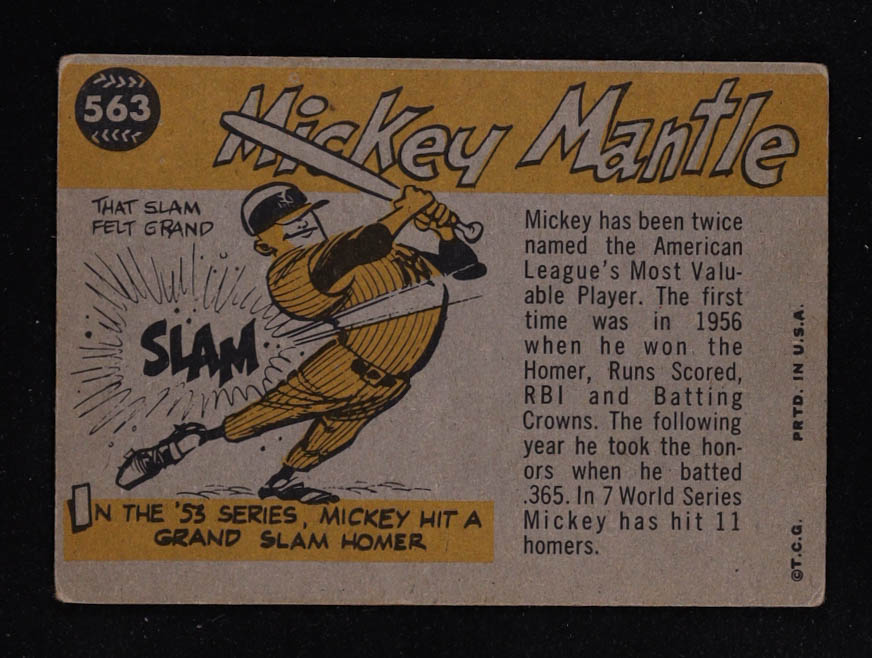 563
Mickey Mantle
THAT SLAM
FELT GRAND
SLAM
NY
NY
IN THE '53 SERIES, MICKEY HIT A
GRAND SLAM HOMER
Mickey has been twice
named the American
League's Most Valu-
able Player. The first
time was in 1956
when he won the
Homer, Runs Scored,
RBI and Batting
Crowns. The following
year he took the hon-
ors when he batted
.365. In 7 World Series
Mickey has hit 11
homers.
©T.C.G. PRTD. IN U.S.A.